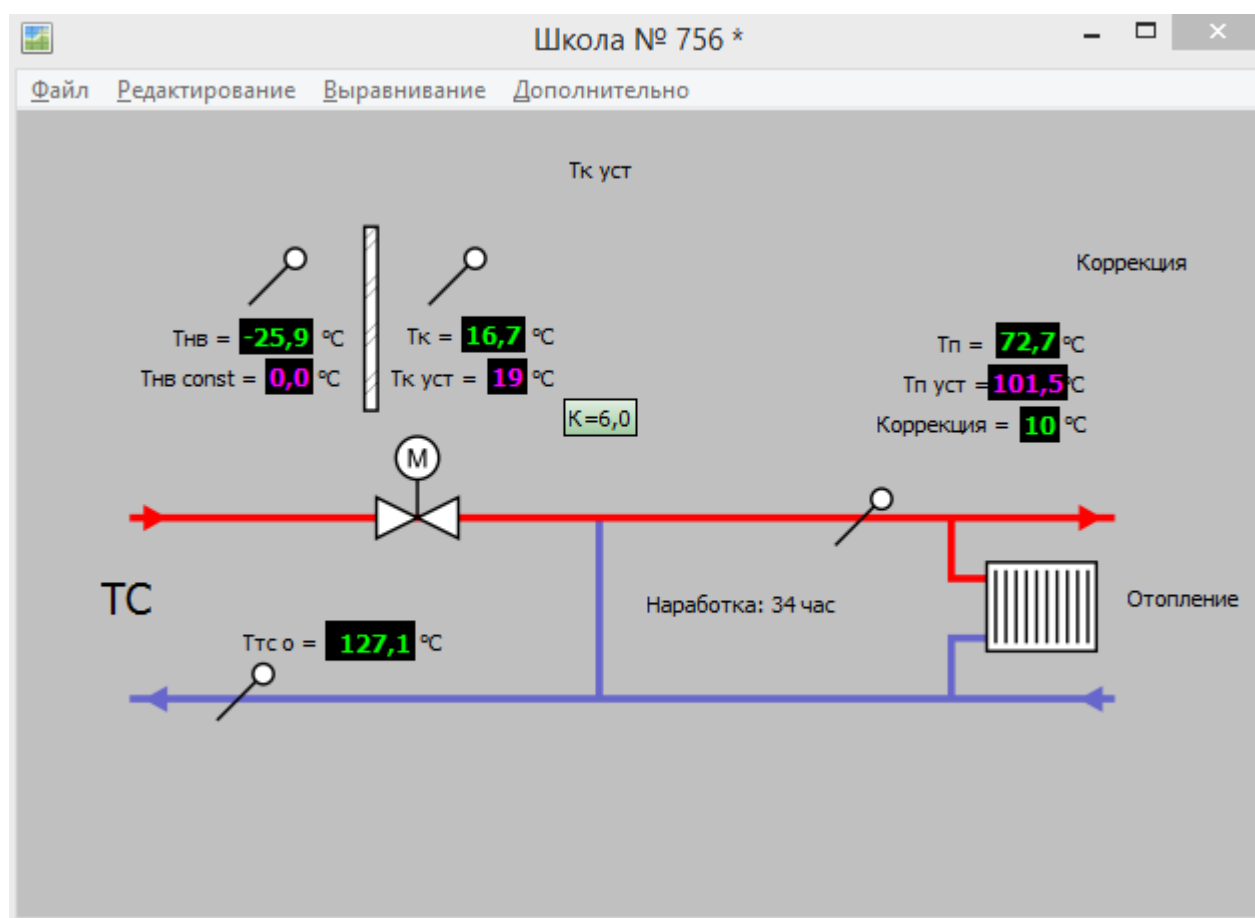 Школа № 756 *
Файл Редактирование Выравнивание Дополнительно
Тк уст
Коррекция
Тнв = -25,9 °C
Тнв const = 0,0 °C
Тк = 16,7 °C
Тк уст = 19 °C
К=6,0
Тп = 72,7 °C
Тп уст = 101,5 °C
Коррекция = 10 °C
М
ТС
Наработка: 34 час
Отопление
Ттс о = 127,1 °C